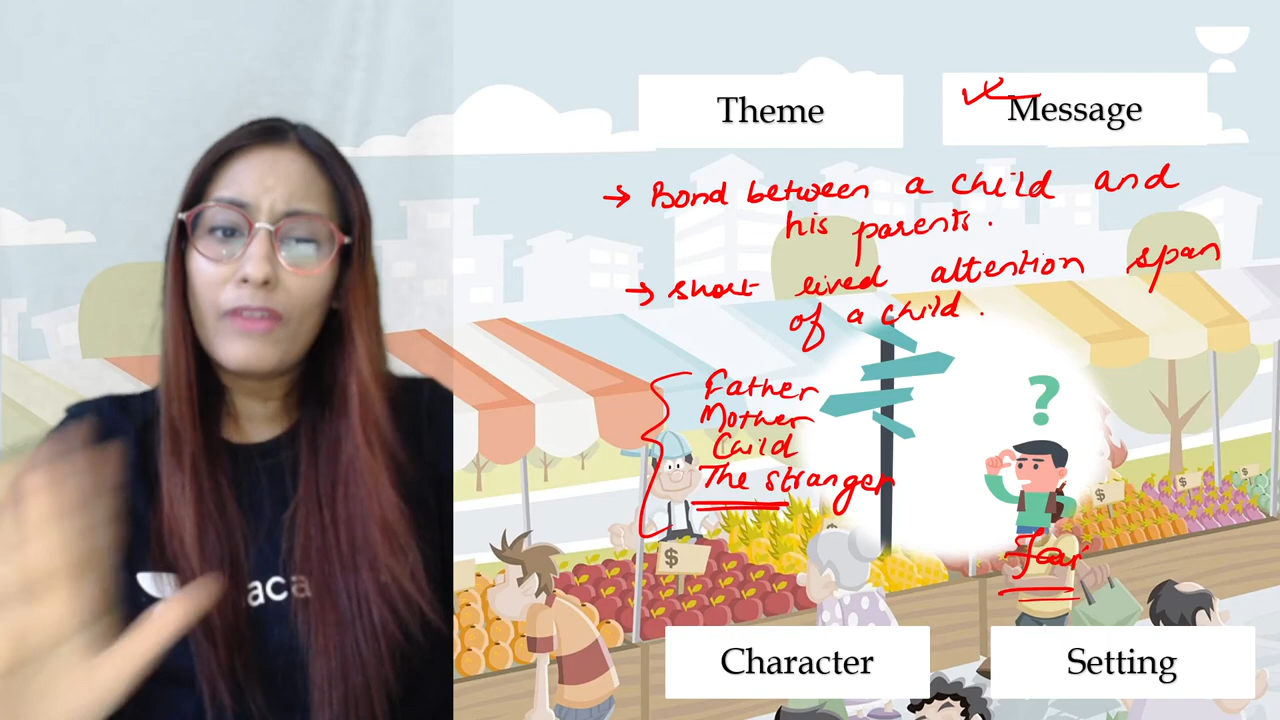 Theme
Message
→ Bond between a child and
his parents.
→ short lived attention span
of a child.
Father
Mother
Child
The stranger
$
$
$
$
?
Fair
aca
Character
Setting